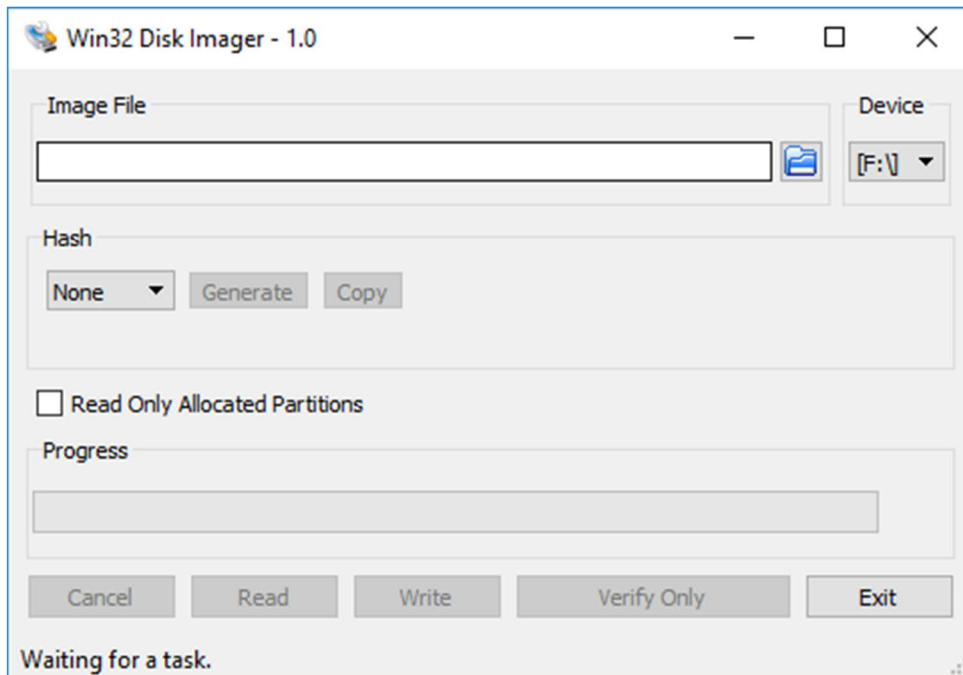 Win32 Disk Imager - 1.0
Image File
Device
[F:\]
Hash
None Generate Copy
Read Only Allocated Partitions
Progress
Cancel Read Write Verify Only Exit
Waiting for a task.